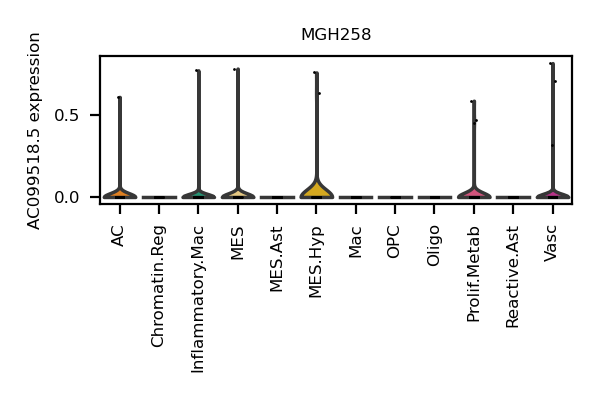 MGH258
AC099518.5 expression
0.5
0.0
AC
Chromatin.Reg
Inflammatory.Mac
MES
MES.Ast
MES.Hyp
Mac
OPC
Oligo
Prolif.Metab
Reactive.Ast
Vasc